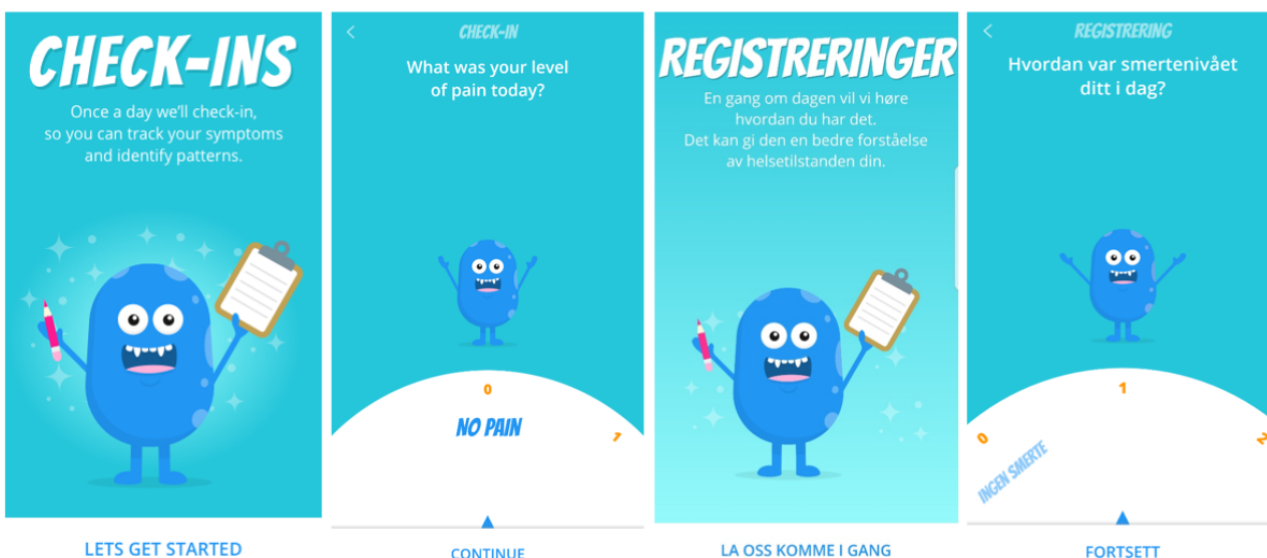 CHECK-INS
Once a day we'll check-in,
so you can track your symptoms
and identify patterns.
LETS GET STARTED
CHECK-IN
What was your level
of pain today?
0
1
NO PAIN
CONTINUE
REGISTRERINGER
En gang om dagen vil vi høre
hvordan du har det.
Det kan gi den en bedre forståelse
av helsetilstanden din.
LA OSS KOMME I GANG
REGISTRERING
Hvordan var smertenivået
ditt i dag?
0
1
2
INGEN SMERTE
FORTSETT